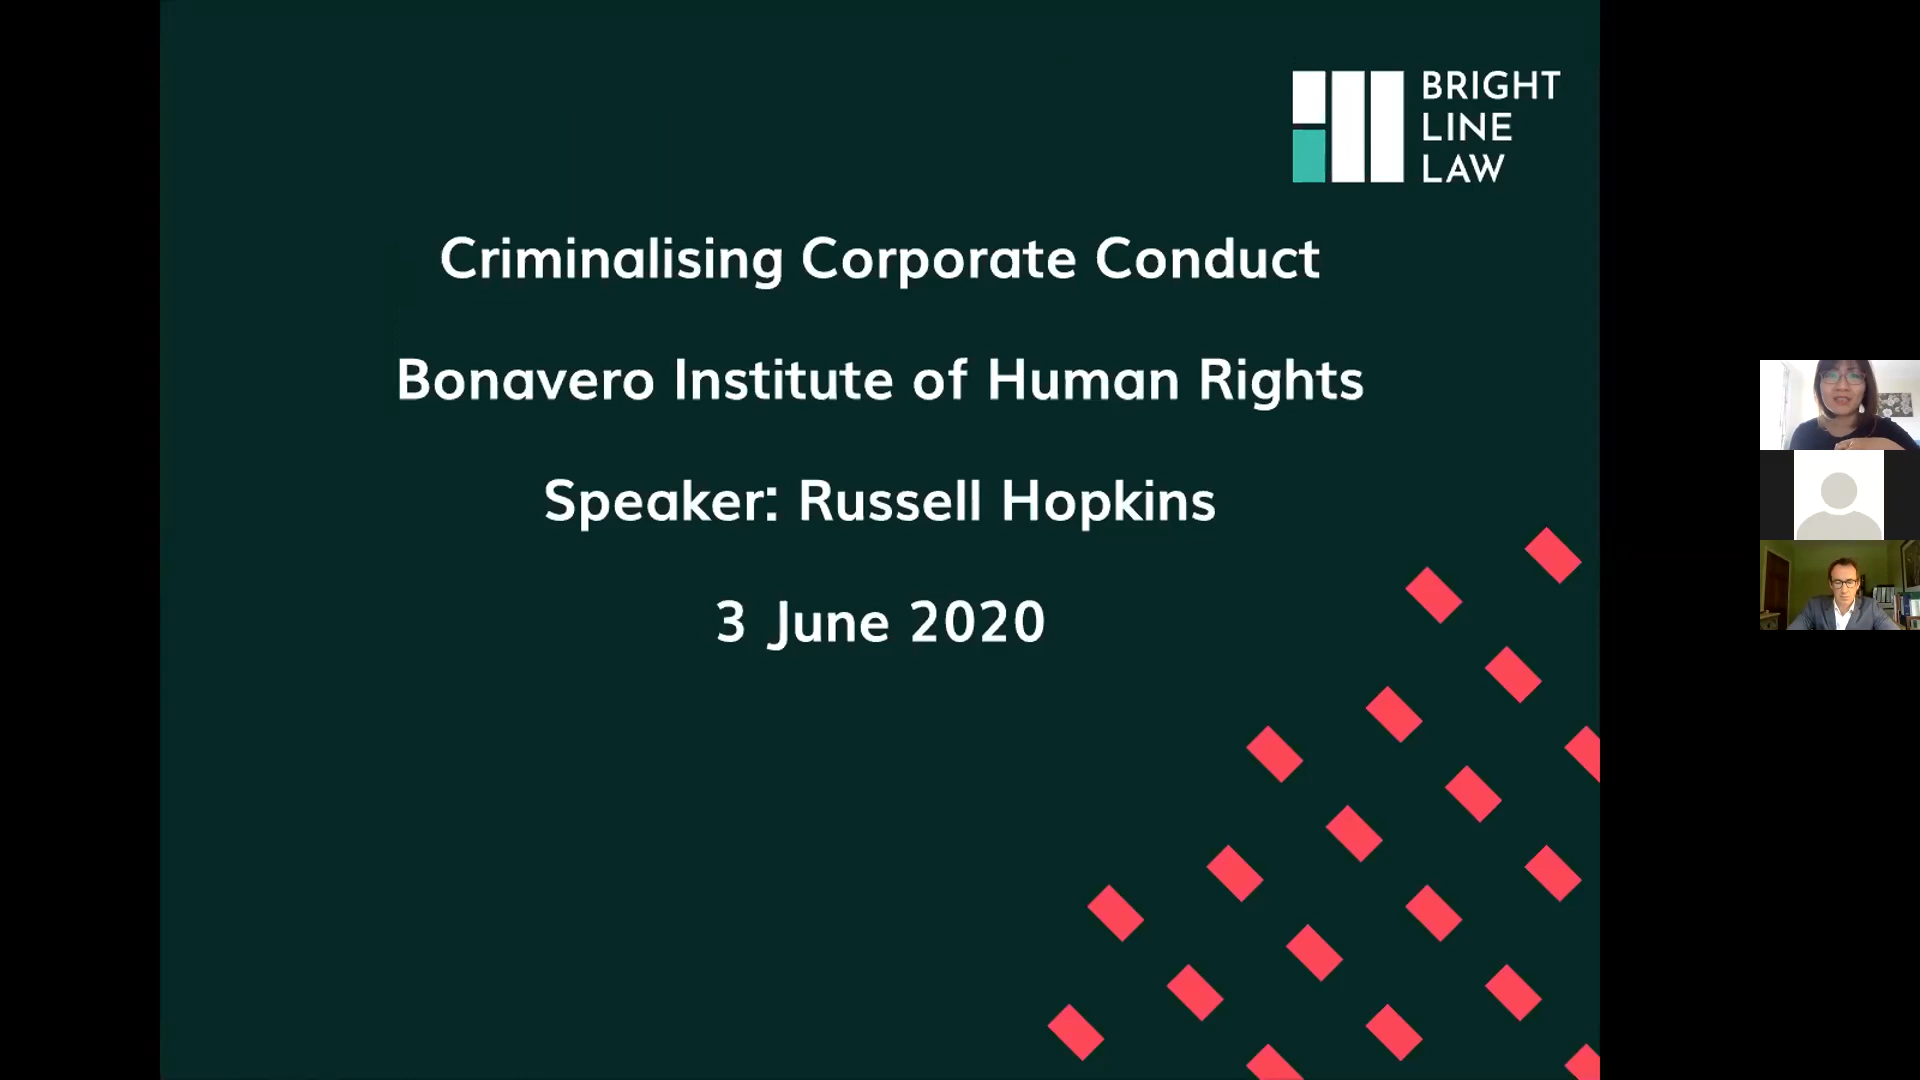 BRIGHT
LINE
LAW
Criminalising Corporate Conduct
Bonavero Institute of Human Rights
Speaker: Russell Hopkins
3 June 2020